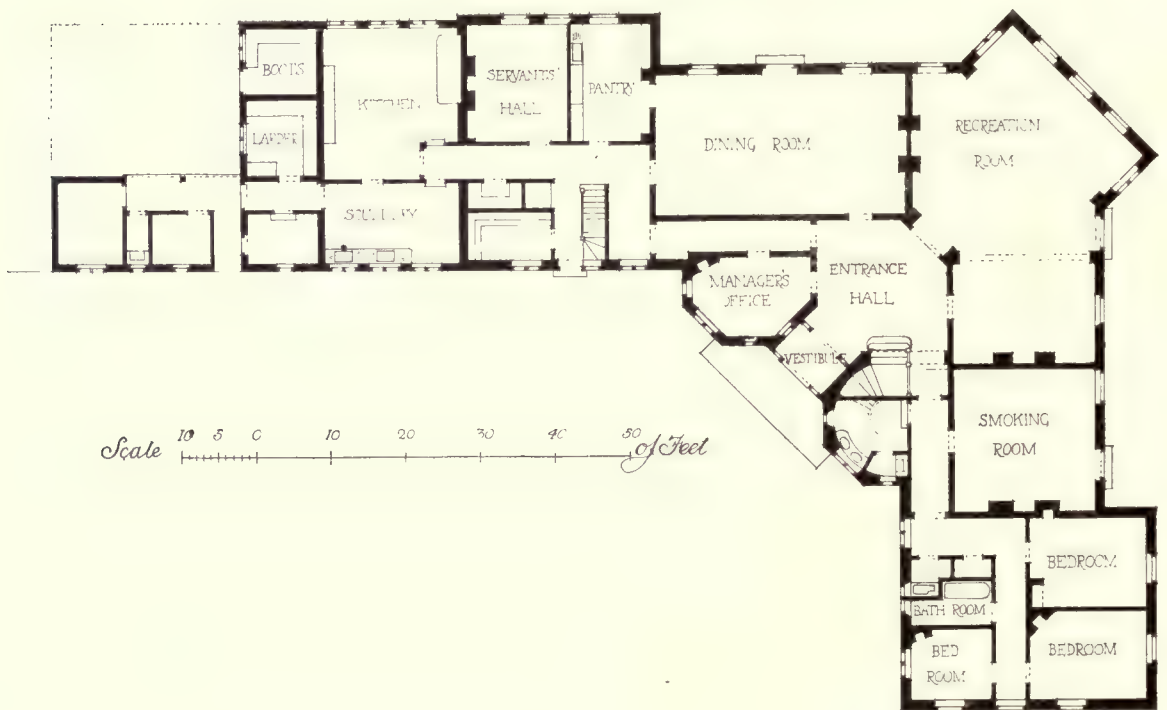 BOOTS
KITCHEN
SERVANTS'
HALL
PANTRY
LARDER
SCULLERY
DINING ROOM
RECREATION
ROOM
MANAGER'S
OFFICE
ENTRANCE
HALL
VESTIBULE
SMOKING
ROOM
Scale 10 5 0 10 20 30 40 50 of Feet
BEDROOM
BATH ROOM
BED
ROOM
BEDROOM